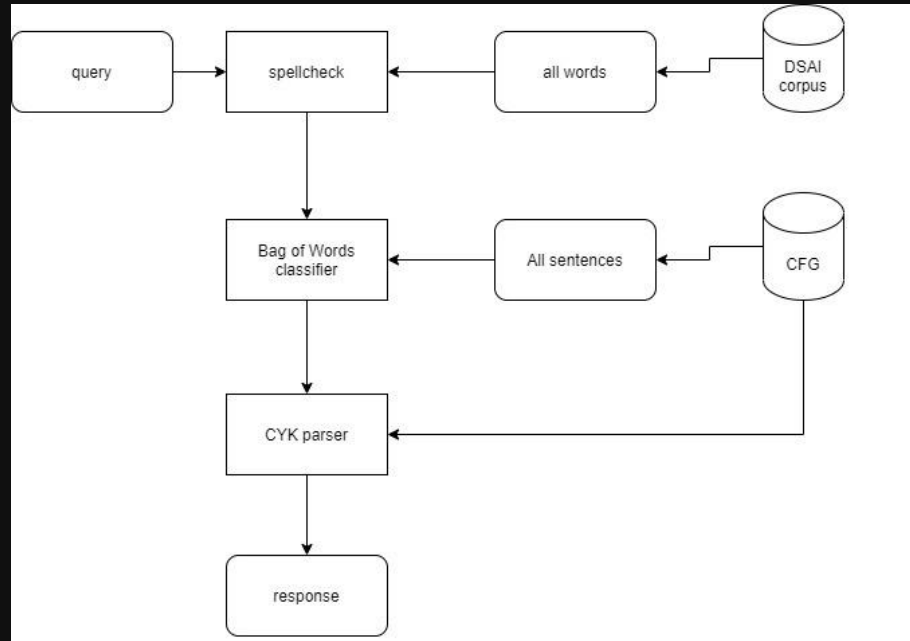 query
spellcheck
all words
DSAI
corpus
Bag of Words
classifier
All sentences
CFG
CYK parser
response